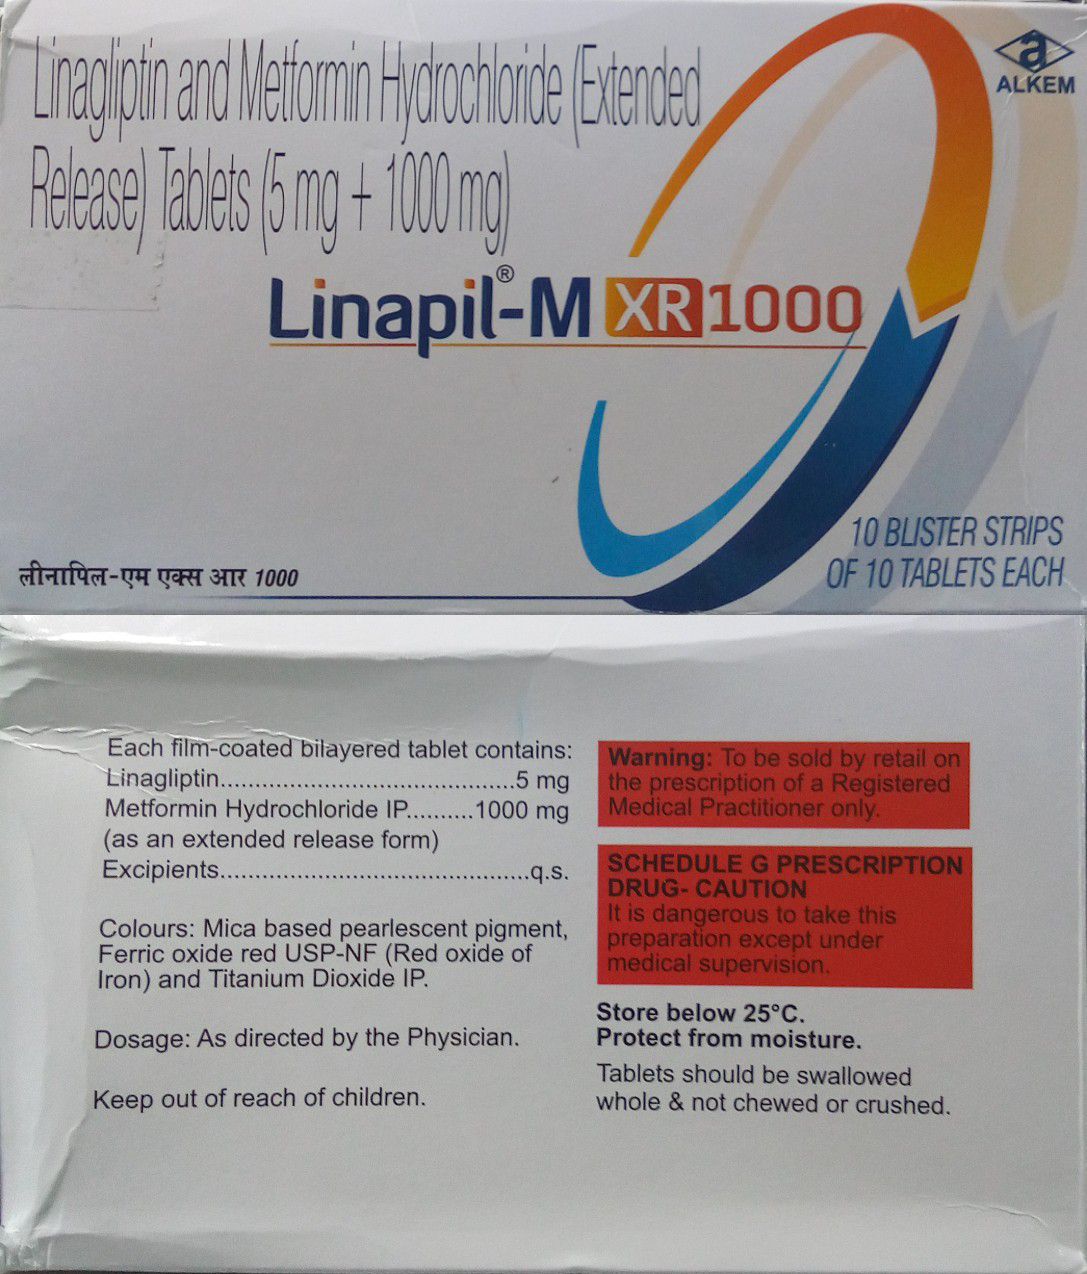 Linagliptin and Metformin Hydrochloride (Extended
Release) Tablets (5 mg + 1000 mg)
a
ALKEM
Linapil®-M XR 1000
10 BLISTER STRIPS
OF 10 TABLETS EACH
लीनापिल-एम एक्स आर 1000
Each film-coated bilayered tablet contains:
Linagliptin..........................................5 mg
Metformin Hydrochloride IP..........1000 mg
(as an extended release form)
Excipients............................................q.s.
Colours: Mica based pearlescent pigment,
Ferric oxide red USP-NF (Red oxide of
Iron) and Titanium Dioxide IP.
Dosage: As directed by the Physician.
Keep out of reach of children.
Warning: To be sold by retail on
the prescription of a Registered
Medical Practitioner only.
SCHEDULE G PRESCRIPTION
DRUG- CAUTION
It is dangerous to take this
preparation except under
medical supervision.
Store below 25°C.
Protect from moisture.
Tablets should be swallowed
whole & not chewed or crushed.